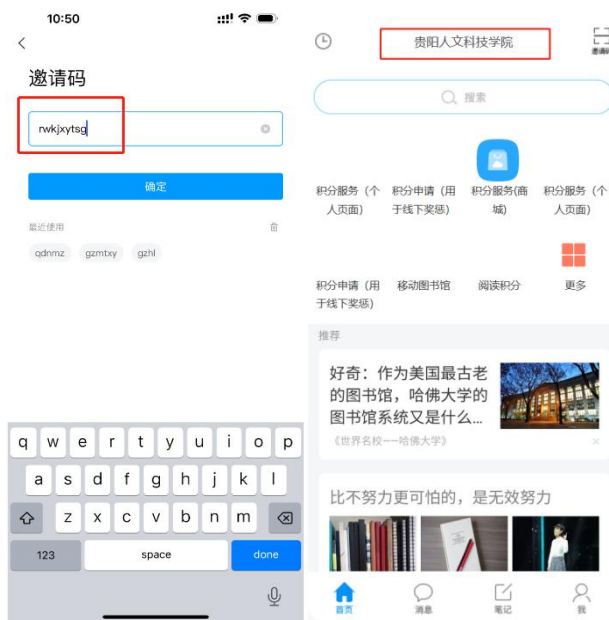 10:50
邀请码
rwkjxytsg
确定
最近使用
qdnmz gzmtxy gzhl
q w e r t y u i o p
a s d f g h j k l
z x c v b n m
123 space done
贵阳人文科技学院
邀请码
搜索
积分服务（个人页面）
积分申请（用于线下奖惩）
积分服务(商城)
积分服务（个人页面)
积分申请（用于线下奖惩）
移动图书馆
阅读积分
更多
推荐
好奇：作为美国最古老
的图书馆，哈佛大学的
图书馆系统又是什么...
《世界名校--哈佛大学》
比不努力更可怕的，是无效努力
首页 消息 笔记 我